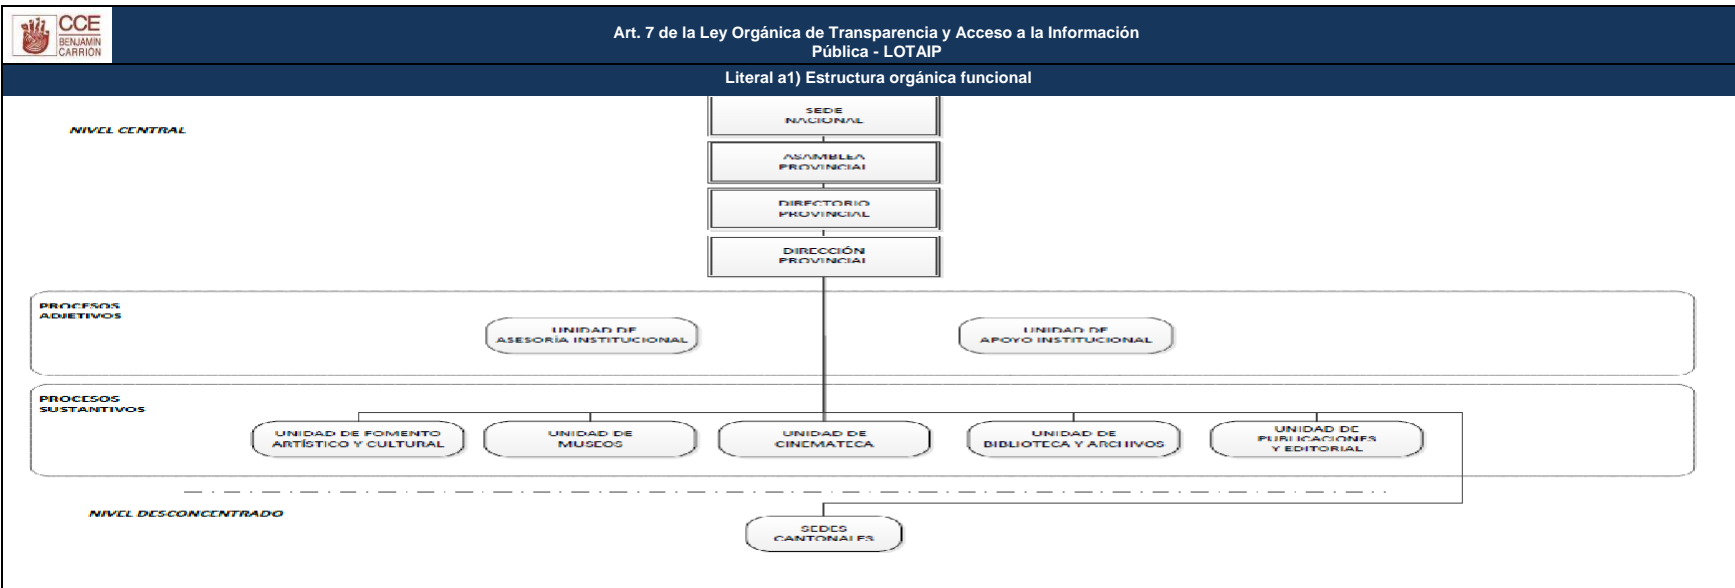 CCE
BENJAMÍN
CARRIÓN
Art. 7 de la Ley Orgánica de Transparencia y Acceso a la Información
Pública - LOTAIP
Literal a1) Estructura orgánica funcional
NIVEL CENTRAL
SEDE
NACIONAL
ASAMBLEA
PROVINCIAL
DIRECTORIO
PROVINCIAL
DIRECCIÓN
PROVINCIAL
PROCESOS
ADJETIVOS
UNIDAD DE
ASESORÍA INSTITUCIONAL
UNIDAD DE
APOYO INSTITUCIONAL
PROCESOS
SUSTANTIVOS
UNIDAD DE FOMENTO
ARTÍSTICO Y CULTURAL
UNIDAD DE
MUSEOS
UNIDAD DE
CINEMATECA
UNIDAD DE
BIBLIOTECA Y ARCHIVOS
UNIDAD DE
PUBLICACIONES
Y EDITORIAL
NIVEL DESCONCENTRADO
SEDES
CANTONALES